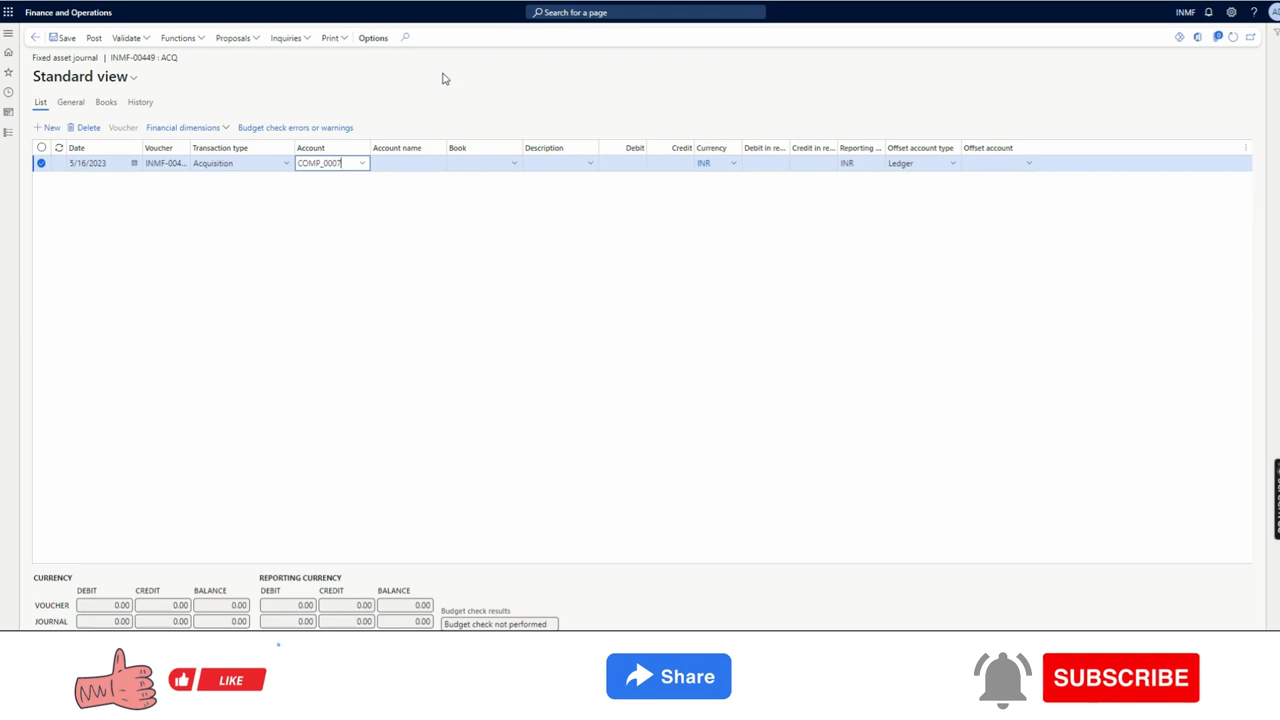 Finance and Operations
Search for a page
INMF
Save Post Validate Functions Proposals Inquiries Print Options
Fixed asset journal | INMF-00449 : ACQ
Standard view
List General Books History
New Delete Voucher Financial dimensions Budget check errors or warnings
Date Voucher Transaction type Account Account name Book Description Debit Credit Currency Debit in re... Credit in re... Reporting ... Offset account type Offset account
5/16/2023 INMF-004... Acquisition COMP_0007 INR INR Ledger
CURRENCY REPORTING CURRENCY
DEBIT CREDIT BALANCE DEBIT CREDIT BALANCE
VOUCHER 0.00 0.00 0.00 0.00 0.00 0.00
JOURNAL 0.00 0.00 0.00 0.00 0.00 0.00
Budget check results
Budget check not performed
LIKE
Share
SUBSCRIBE